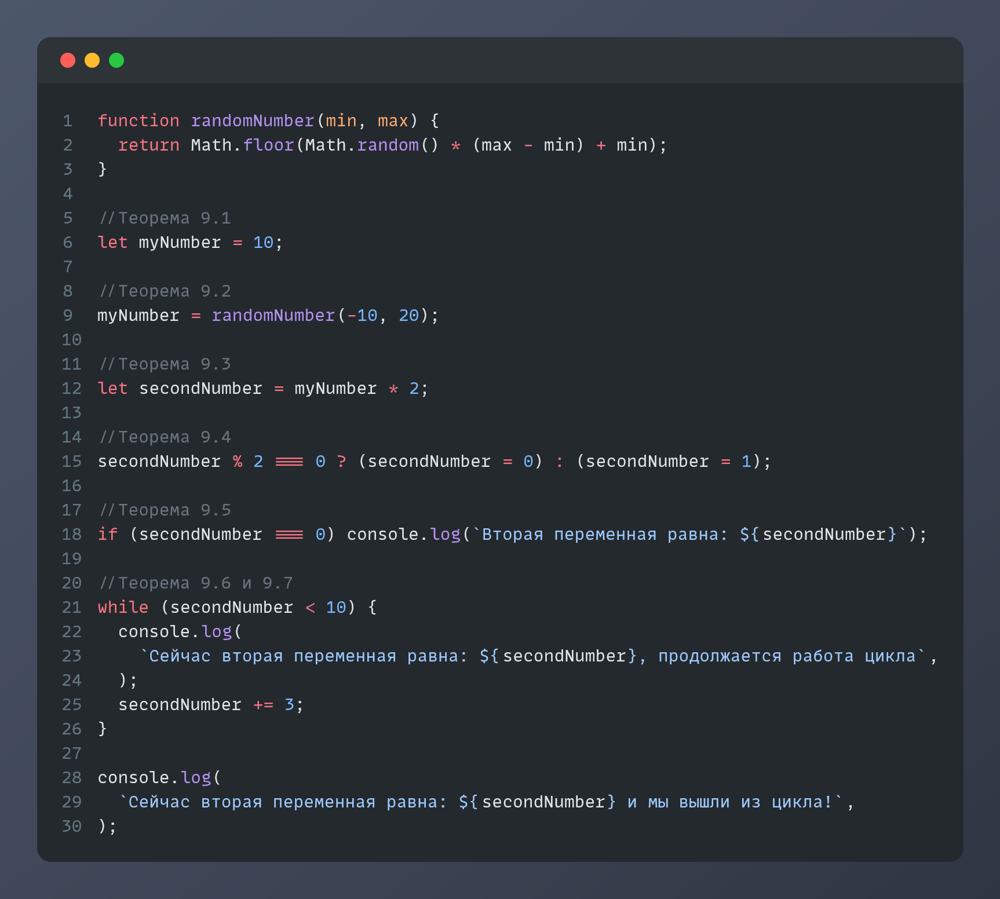 1 function randomNumber(min, max) {
2   return Math.floor(Math.random() * (max - min) + min);
3 }
4
5 //Теорема 9.1
6 let myNumber = 10;
7
8 //Теорема 9.2
9 myNumber = randomNumber(-10, 20);
10
11 //Теорема 9.3
12 let secondNumber = myNumber * 2;
13
14 //Теорема 9.4
15 secondNumber % 2 === 0 ? (secondNumber = 0) : (secondNumber = 1);
16
17 //Теорема 9.5
18 if (secondNumber === 0) console.log(`Вторая переменная равна: ${secondNumber}`);
19
20 //Теорема 9.6 и 9.7
21 while (secondNumber < 10) {
22   console.log(
23     `Сейчас вторая переменная равна: ${secondNumber}, продолжается работа цикла`,
24   );
25   secondNumber += 3;
26 }
27
28 console.log(
29   `Сейчас вторая переменная равна: ${secondNumber} и мы вышли из цикла!`,
30 );